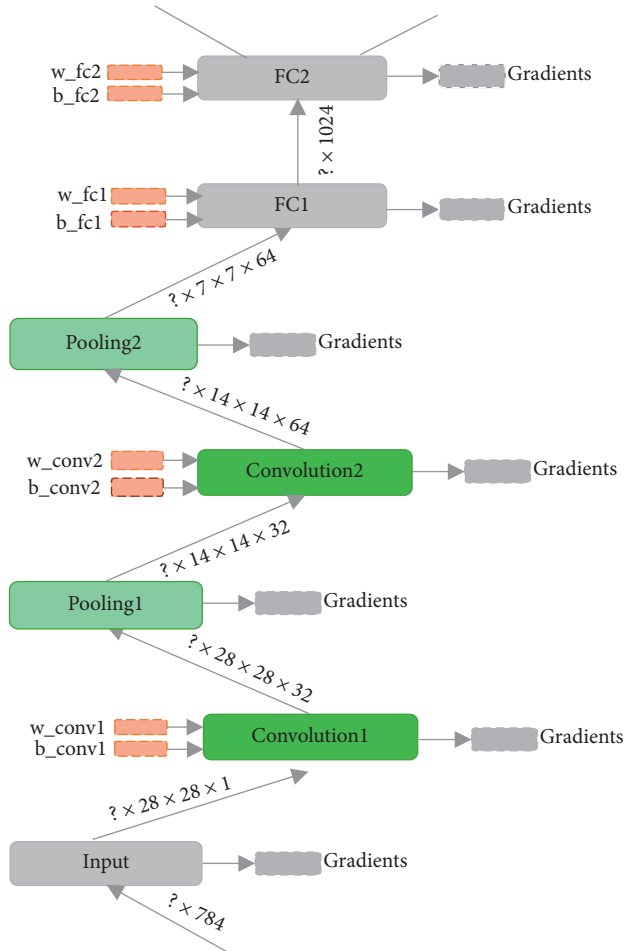 w_fc2
b_fc2
FC2
Gradients
? × 1024
w_fc1
b_fc1
FC1
Gradients
? × 7 × 7 × 64
Pooling2
Gradients
? × 14 × 14 × 64
w_conv2
b_conv2
Convolution2
Gradients
? × 14 × 14 × 32
Pooling1
Gradients
? × 28 × 28 × 32
w_conv1
b_conv1
Convolution1
Gradients
? × 28 × 28 × 1
Input
Gradients
? × 784